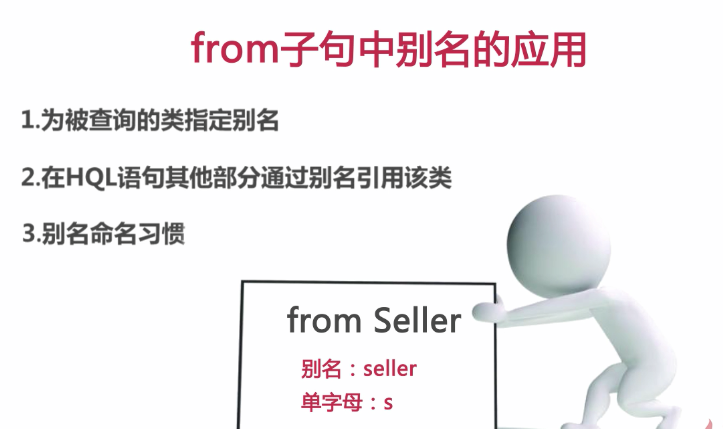 from子句中别名的应用
1.为被查询的类指定别名
2.在HQL语句其他部分通过别名引用该类
3.别名命名习惯
from Seller
别名：seller
单字母：s